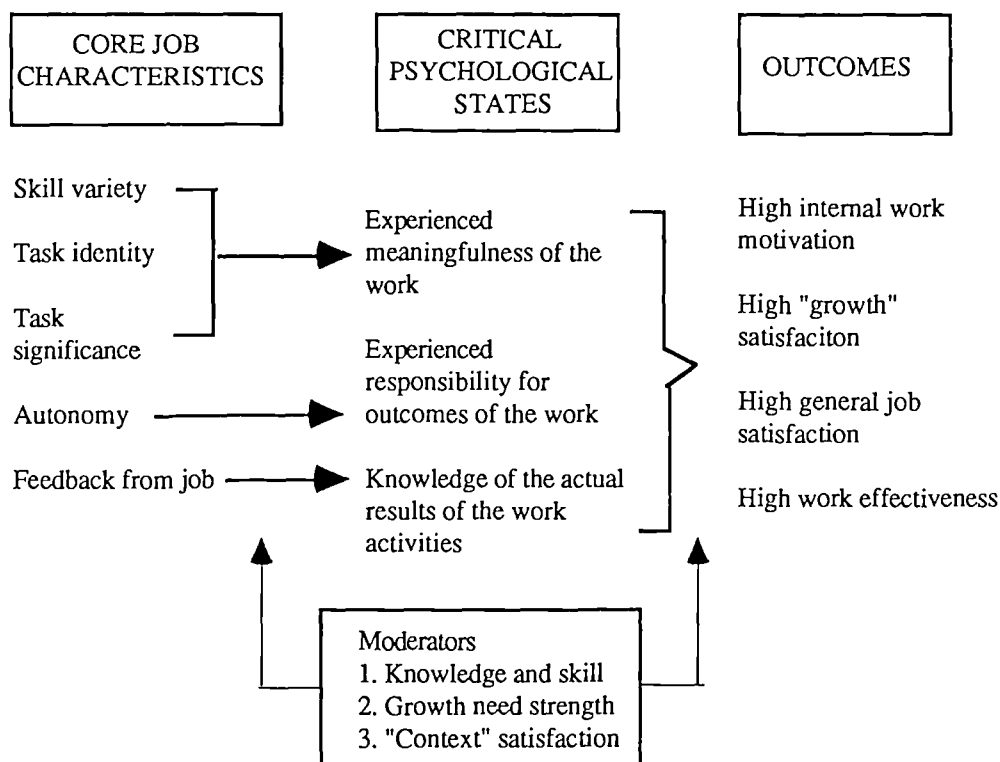 CORE JOB
CHARACTERISTICS
CRITICAL
PSYCHOLOGICAL
STATES
OUTCOMES
Skill variety
Task identity
Task
significance
Autonomy
Feedback from job
Experienced
meaningfulness of the
work
Experienced
responsibility for
outcomes of the work
Knowledge of the actual
results of the work
activities
High internal work
motivation
High "growth"
satisfaciton
High general job
satisfaction
High work effectiveness
Moderators
1. Knowledge and skill
2. Growth need strength
3. "Context" satisfaction